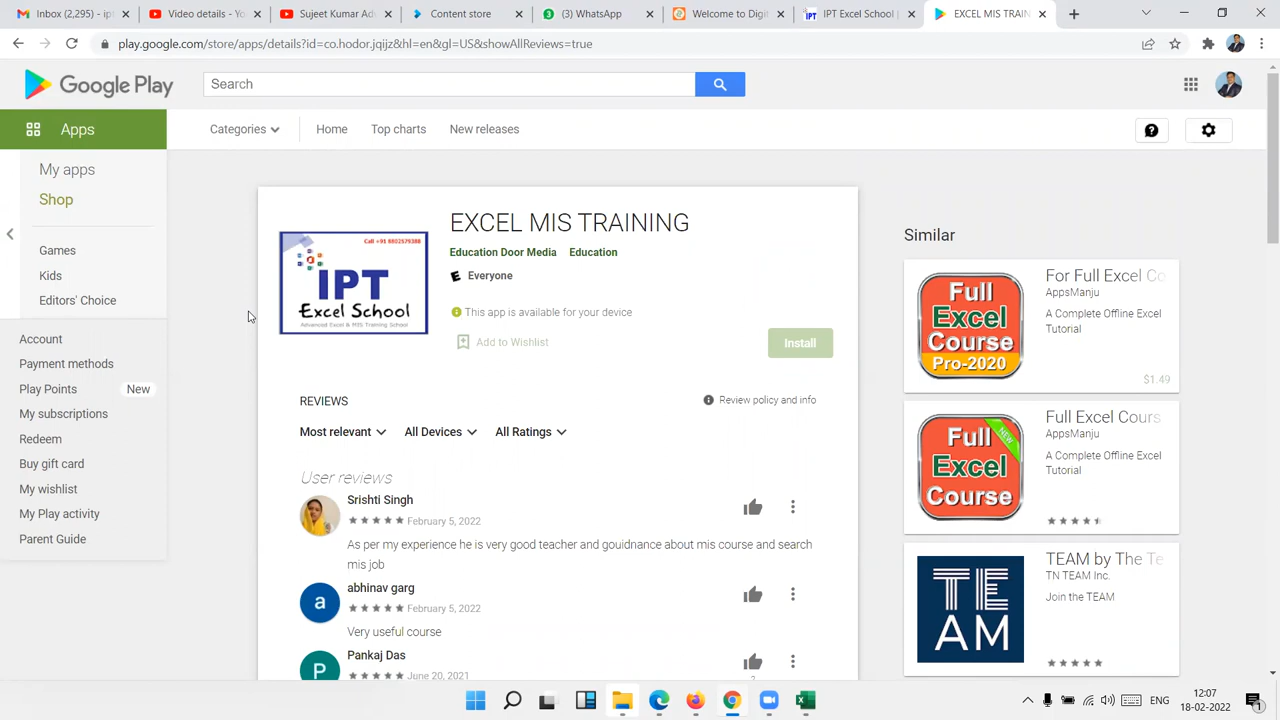 Inbox (2,295) - ipt
Video details - Yo
Sujeet Kumar Adv
Content store
(3) WhatsApp
Welcome to Digit
IPT Excel School |
EXCEL MIS TRAIN
play.google.com/store/apps/details?id=co.hodor.jqijz&hl=en&gl=US&showAllReviews=true
Google Play
Search
Apps
Categories
Home
Top charts
New releases
My apps
Shop
Games
Kids
Editors' Choice
Account
Payment methods
Play Points
New
My subscriptions
Redeem
Buy gift card
My wishlist
My Play activity
Parent Guide
Call +91 8802579388
IPT
Excel School
Advanced Excel & MIS Training School
EXCEL MIS TRAINING
Education Door Media Education
E Everyone
This app is available for your device
Add to Wishlist
Install
REVIEWS
Review policy and info
Most relevant
All Devices
All Ratings
User reviews
Srishti Singh
February 5, 2022
As per my experience he is very good teacher and gouidnance about mis course and search
mis job
a
abhinav garg
February 5, 2022
Very useful course
P
Pankaj Das
June 20, 2021
Similar
Full
Excel
Course
Pro-2020
For Full Excel Co
AppsManju
A Complete Offline Excel
Tutorial
$1.49
Full
NEW
Excel
Course
Full Excel Cours
AppsManju
A Complete Offline Excel
Tutorial
TE
AM
TEAM by The Te
TN TEAM Inc.
Join the TEAM
ENG
12:07
18-02-2022
1